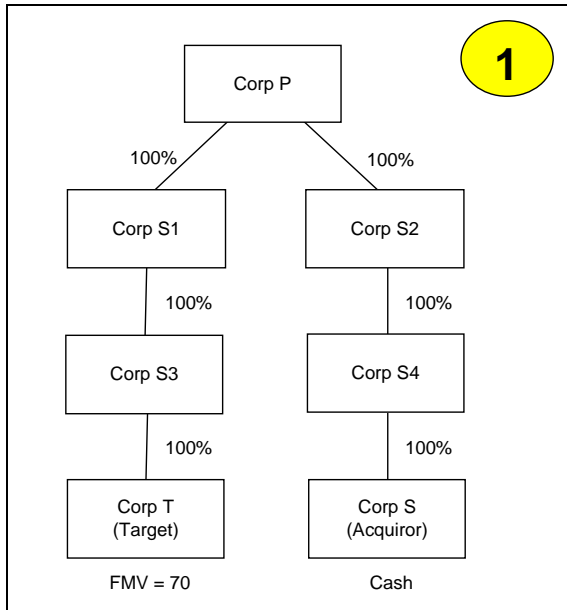 1
Corp P
100%
100%
Corp S1
Corp S2
100%
100%
Corp S3
Corp S4
100%
100%
Corp T
(Target)
Corp S
(Acquiror)
FMV = 70
Cash